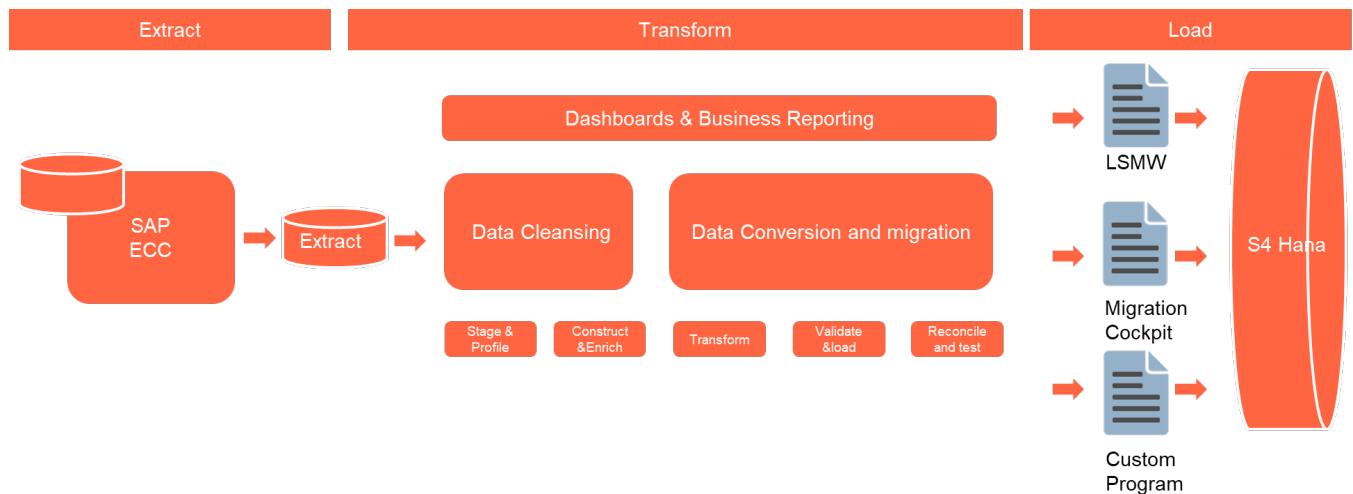 Extract
Transform
Load
Dashboards & Business Reporting
SAP
ECC
Extract
Data Cleansing
Data Conversion and migration
Stage &
Profile
Construct
&Enrich
Transform
Validate
&load
Reconcile
and test
LSMW
Migration
Cockpit
Custom
Program
S4 Hana